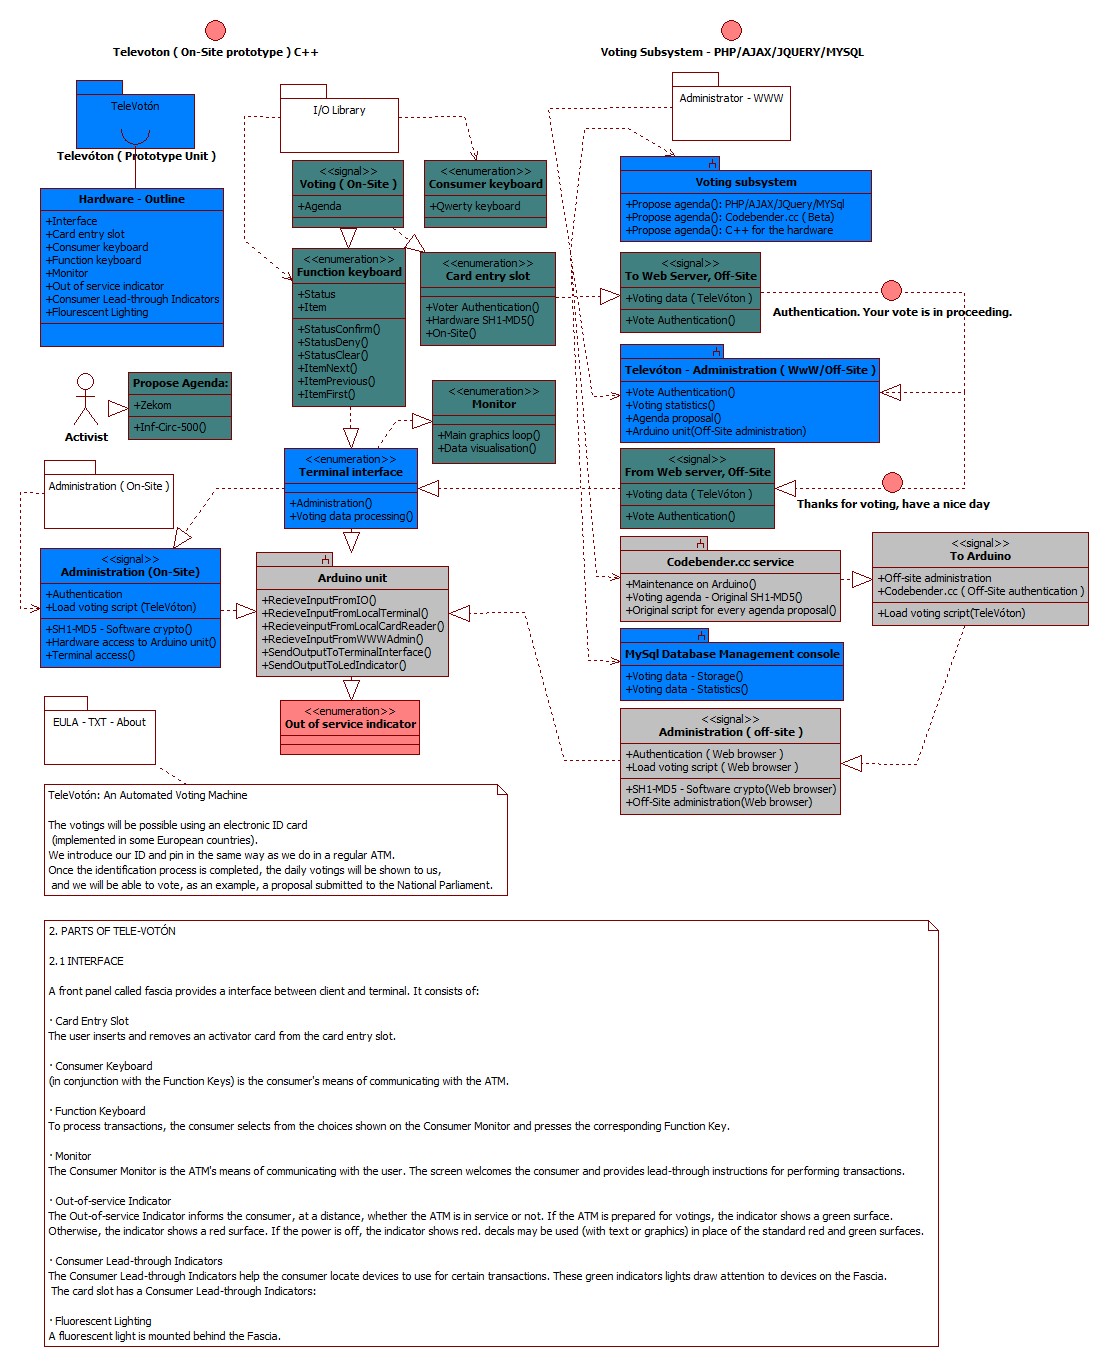 Televoton ( On-Site prototype ) C++
Voting Subsystem - PHP/AJAX/JQUERY/MYSQL
TeleVotón
Televóton ( Prototype Unit )
Hardware - Outline
+Interface
+Card entry slot
+Consumer keyboard
+Function keyboard
+Monitor
+Out of service indicator
+Consumer Lead-through Indicators
+Flourescent Lighting
I/O Library
<<signal>>
Voting ( On-Site )
+Agenda
<<enumeration>>
Consumer keyboard
+Qwerty keyboard
<<enumeration>>
Function keyboard
+Status
+Item
+StatusConfirm()
+StatusDeny()
+StatusClear()
+ItemNext()
+ItemPrevious()
+ItemFirst()
<<enumeration>>
Card entry slot
+Voter Authentication()
+Hardware SH1-MD5()
+On-Site()
<<enumeration>>
Monitor
+Main graphics loop()
+Data visualisation()
Activist
Propose Agenda:
+Zekom
+Inf-Circ-500()
<<enumeration>>
Terminal interface
+Administration()
+Voting data processing()
Administration ( On-Site )
<<signal>>
Administration (On-Site)
+Authentication
+Load voting script (TeleVóton)
+SH1-MD5 - Software crypto()
+Hardware access to Arduino unit()
+Terminal access()
Arduino unit
+RecieveInputFromIO()
+RecieveInputFromLocalTerminal()
+RecieveinputFromLocalCardReader()
+RecieveInputFromWWWAdmin()
+SendOutputToTerminalInterface()
+SendOutputToLedIndicator()
<<enumeration>>
Out of service indicator
Administrator - WWW
Voting subsystem
+Propose agenda(): PHP/AJAX/JQuery/MYSql
+Propose agenda(): Codebender.cc ( Beta)
+Propose agenda(): C++ for the hardware
<<signal>>
To Web Server, Off-Site
+Voting data ( TeleVóton )
+Vote Authentication()
Authentication. Your vote is in proceeding.
Televóton - Administration ( WwW/Off-Site )
+Vote Authentication()
+Voting statistics()
+Agenda proposal()
+Arduino unit(Off-Site administration)
<<signal>>
From Web server, Off-Site
+Voting data ( TeleVóton )
+Vote Authentication()
Thanks for voting, have a nice day
Codebender.cc service
+Maintenance on Arduino()
+Voting agenda - Original SH1-MD5()
+Original script for every agenda proposal()
<<signal>>
To Arduino
+Off-site administration
+Codebender.cc ( Off-Site authentication )
+Load voting script(TeleVóton)
MySql Database Management console
+Voting data - Storage()
+Voting data - Statistics()
<<signal>>
Administration ( off-site )
+Authentication ( Web browser )
+Load voting script ( Web browser )
+SH1-MD5 - Software crypto(Web browser)
+Off-Site administration(Web browser)
EULA - TXT - About
TeleVotón: An Automated Voting Machine
The votings will be possible using an electronic ID card
(implemented in some European countries).
We introduce our ID and pin in the same way as we do in a regular ATM.
Once the identification process is completed, the daily votings will be shown to us,
and we will be able to vote, as an example, a proposal submitted to the National Parliament.
2. PARTS OF TELE-VOTÓN
2.1 INTERFACE
A front panel called fascia provides a interface between client and terminal. It consists of:
· Card Entry Slot
The user inserts and removes an activator card from the card entry slot.
· Consumer Keyboard
(in conjunction with the Function Keys) is the consumer's means of communicating with the ATM.
· Function Keyboard
To process transactions, the consumer selects from the choices shown on the Consumer Monitor and presses the corresponding Function Key.
· Monitor
The Consumer Monitor is the ATM's means of communicating with the user. The screen welcomes the consumer and provides lead-through instructions for performing transactions.
· Out-of-service Indicator
The Out-of-service Indicator informs the consumer, at a distance, whether the ATM is in service or not. If the ATM is prepared for votings, the indicator shows a green surface.
Otherwise, the indicator shows a red surface. If the power is off, the indicator shows red. decals may be used (with text or graphics) in place of the standard red and green surfaces.
· Consumer Lead-through Indicators
The Consumer Lead-through Indicators help the consumer locate devices to use for certain transactions. These green indicators lights draw attention to devices on the Fascia.
The card slot has a Consumer Lead-through Indicators:
· Fluorescent Lighting
A fluorescent light is mounted behind the Fascia.